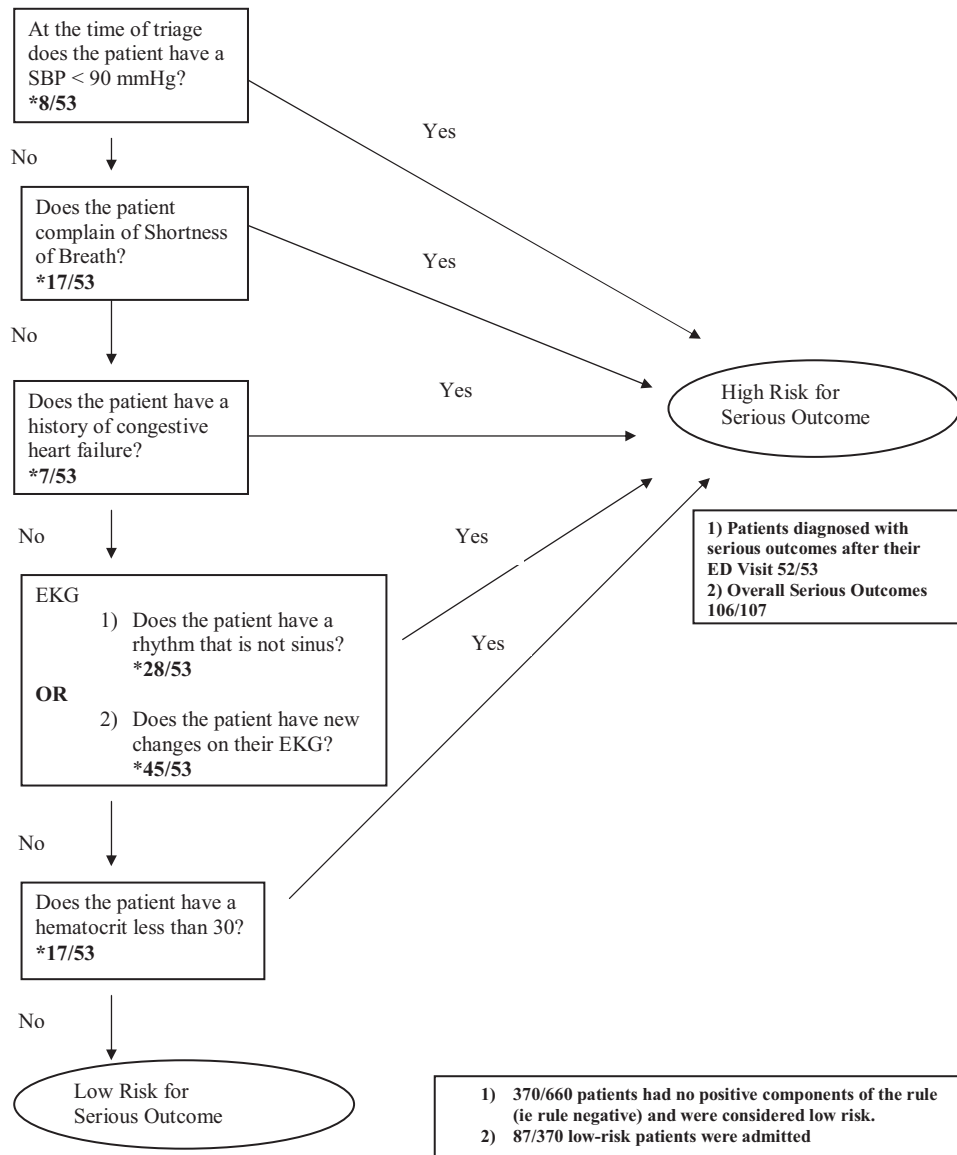 At the time of triage
does the patient have a
SBP < 90 mmHg?
*8/53
Yes
No
Does the patient
complain of Shortness
of Breath?
*17/53
Yes
No
Does the patient have a
history of congestive
heart failure?
*7/53
Yes
High Risk for
Serious Outcome
No
1) Patients diagnosed with
serious outcomes after their
ED Visit 52/53
2) Overall Serious Outcomes
106/107
EKG
1) Does the patient have a
rhythm that is not sinus?
*28/53
OR
2) Does the patient have new
changes on their EKG?
*45/53
Yes
Yes
No
Does the patient have a
hematocrit less than 30?
*17/53
No
Low Risk for
Serious Outcome
1) 370/660 patients had no positive components of the rule
(ie rule negative) and were considered low risk.
2) 87/370 low-risk patients were admitted